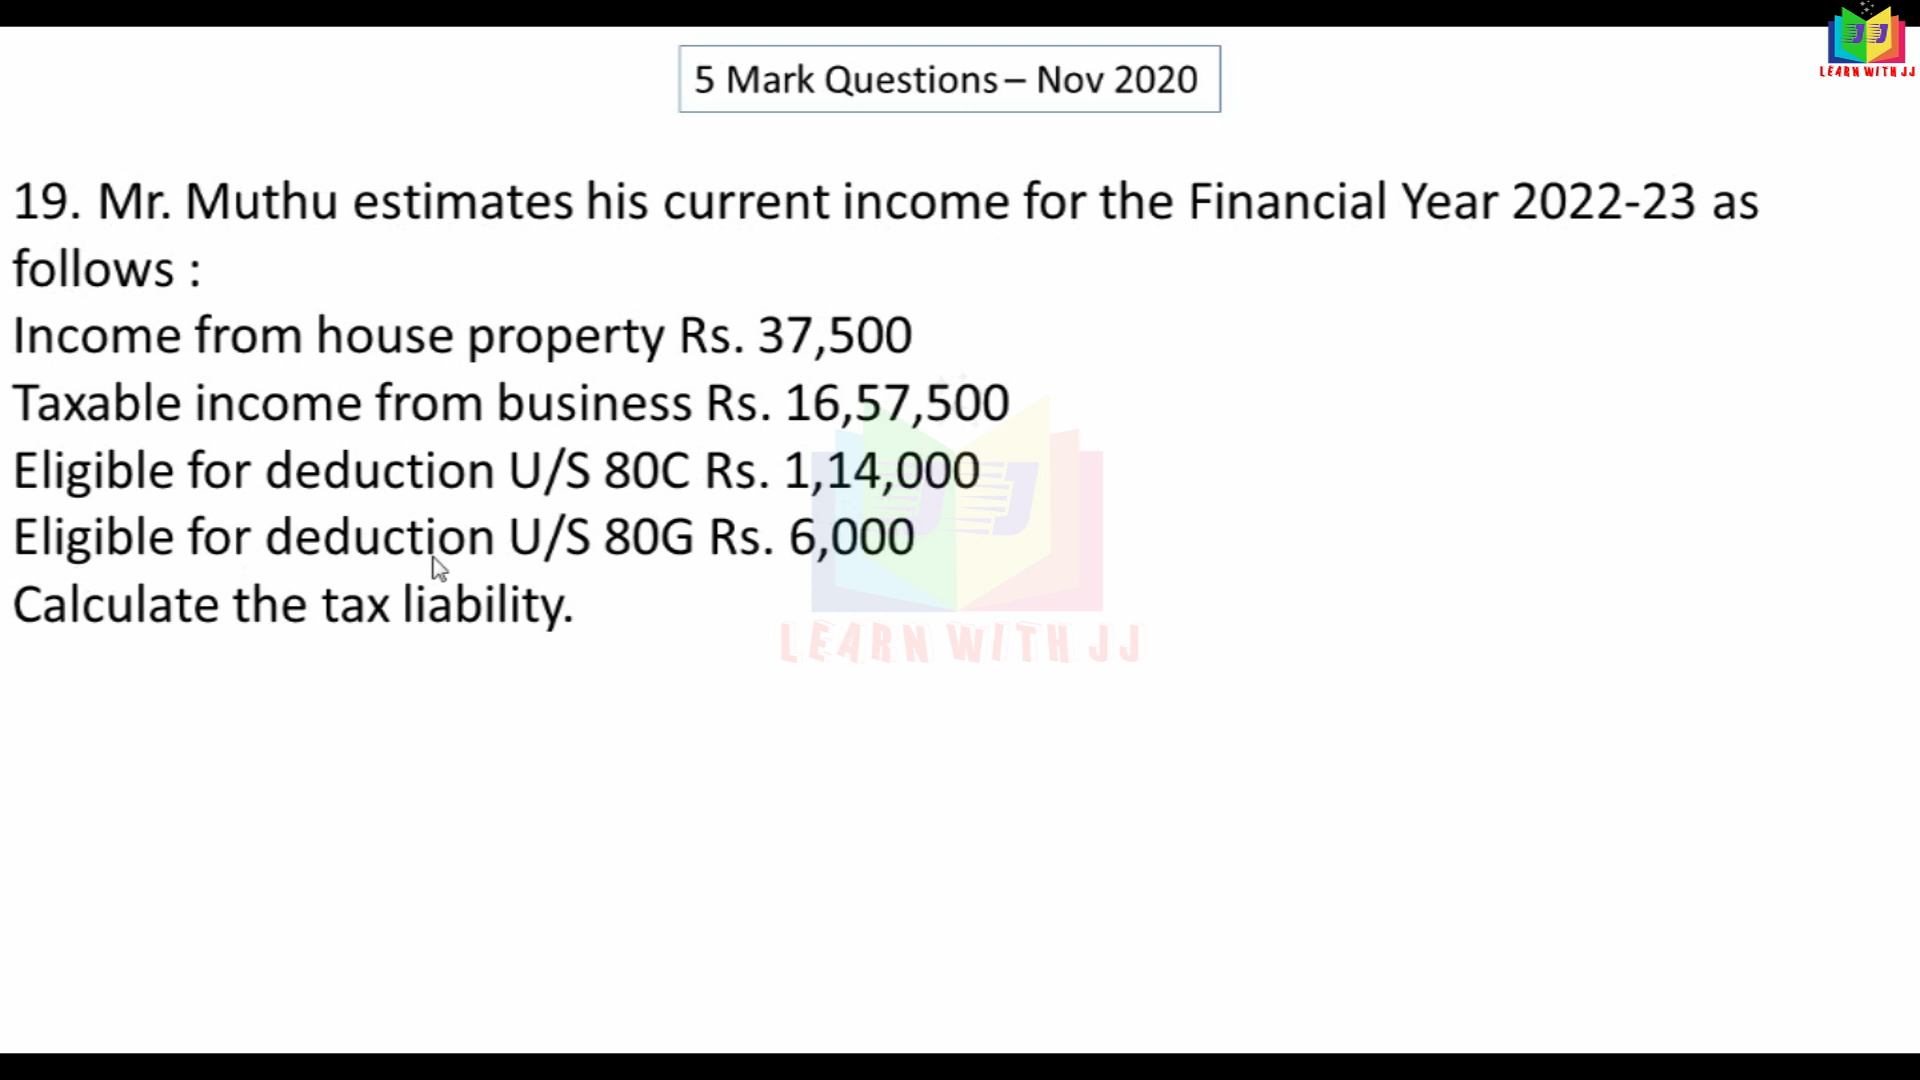 LEARN WITH JJ
5 Mark Questions – Nov 2020
19. Mr. Muthu estimates his current income for the Financial Year 2022-23 as
follows :
Income from house property Rs. 37,500
Taxable income from business Rs. 16,57,500
Eligible for deduction U/S 80C Rs. 1,14,000
Eligible for deduction U/S 80G Rs. 6,000
Calculate the tax liability.
LEARN WITH JJ